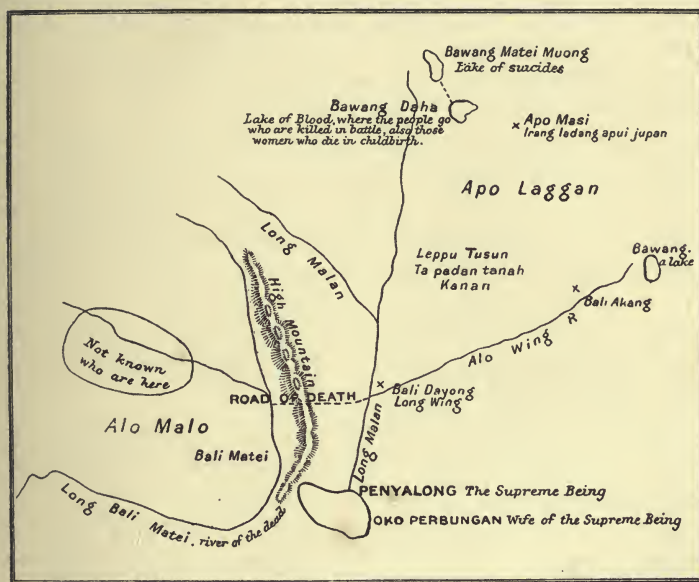 Bawang Matei Muong
Lake of suicides
Bawang Daha
Lake of Blood, where the people go
who are killed in battle, also those
women who die in childbirth.
Apo Masi
Irang ladang apui jupan
Apo Laggan
Long Malan
Leppu Tusun
Ta padan tanah
Kanan
Bawang.
a lake
Bali Akang
High Mountain
Alo Wing R
Not known
who are here
ROAD OF DEATH
Bali Dayong
Long Wing
Alo Malo
Bali Matei
Long Malan
PENYALONG The Supreme Being
Long Bali Matei. river of the dead
OKO PERBUNGAN Wife of the Supreme Being